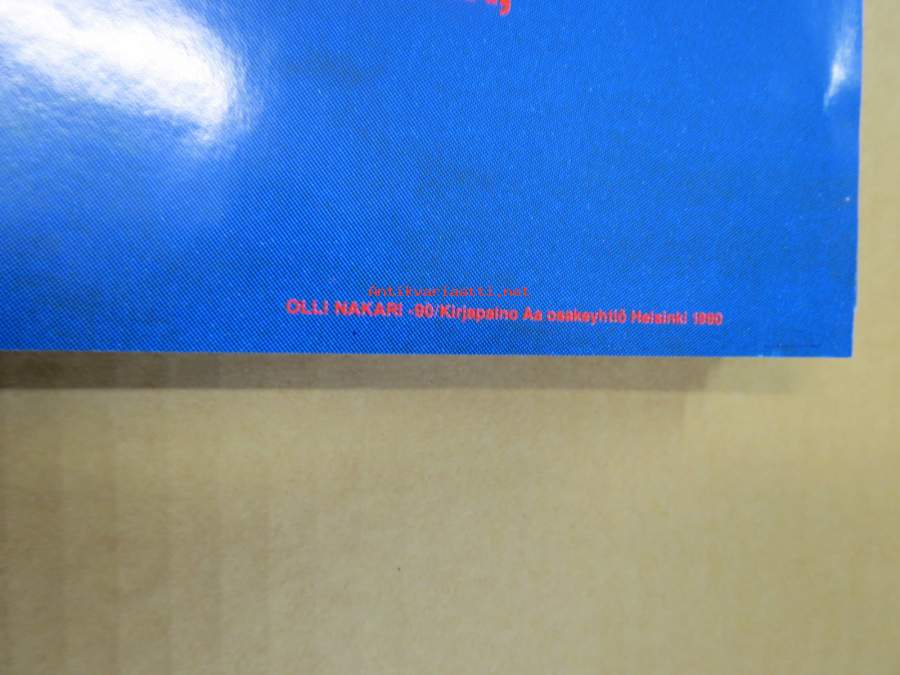 Antikvariaatti.net
OLLI NAKARI -90/Kirjapaino Aa osakeyhtiö Helsinki 1990